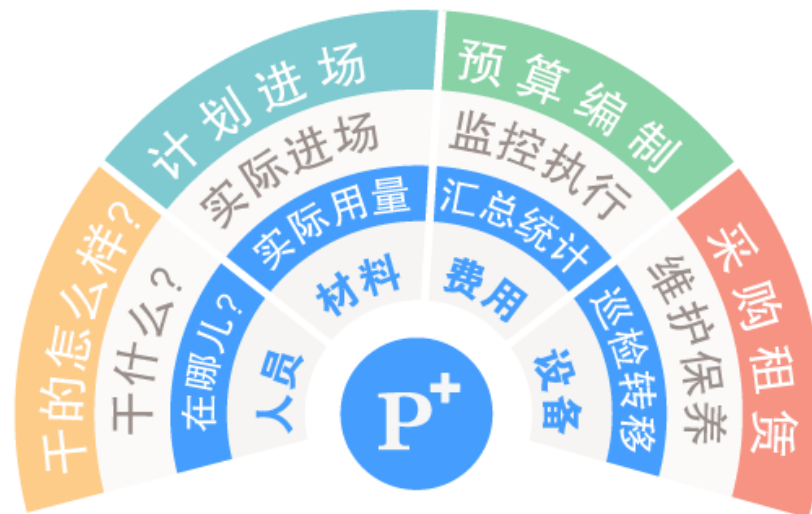 干的怎么样?
干什么?
在哪儿?
人员
计划进场
实际进场
实际用量
材料
预算编制
监控执行
汇总统计
费用
采购租赁
维护保养
巡检转移
设备
P+